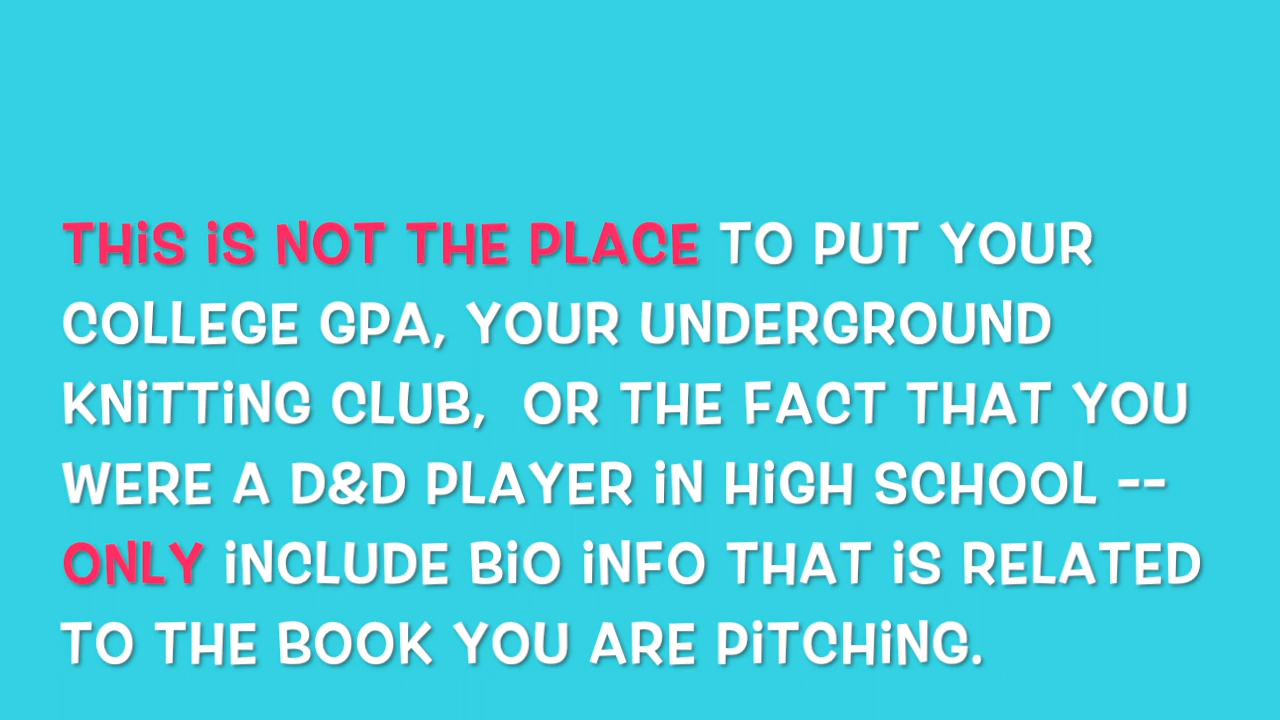 THiS iS NOT THE PLACE TO PUT YOUR
COLLEGE GPA, YOUR UNDERGROUND
KNiTTiNG CLUB,  OR THE FACT THAT YOU
WERE A D&D PLAYER iN HiGH SCHOOL --
ONLY iNCLUDE BiO iNFO THAT iS RELATED
TO THE BOOK YOU ARE PiTCHiNG.